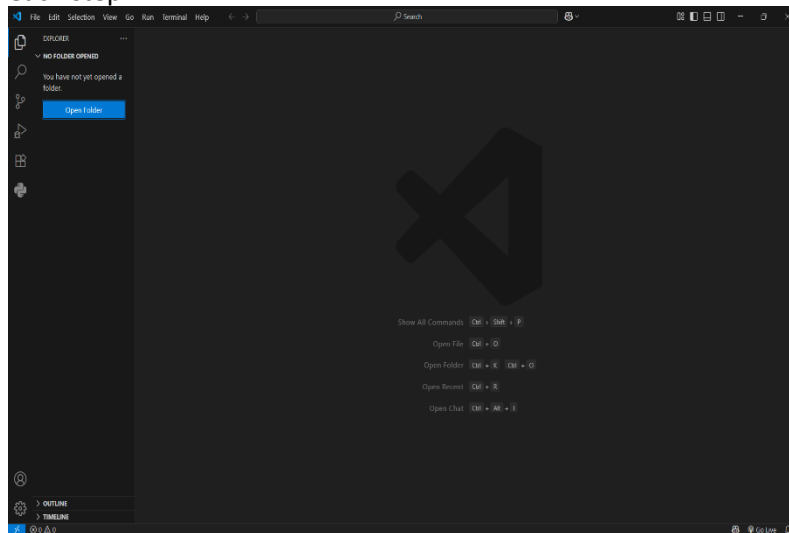 File Edit Selection View Go Run Terminal Help
Search
EXPLORER
NO FOLDER OPENED
You have not yet opened a
folder.
Open Folder
Show All Commands Ctrl + Shift + P
Open File Ctrl + O
Open Folder Ctrl + K Ctrl + O
Open Recent Ctrl + R
Open Chat Ctrl + Alt + I
OUTLINE
TIMELINE
0 0
Go Live